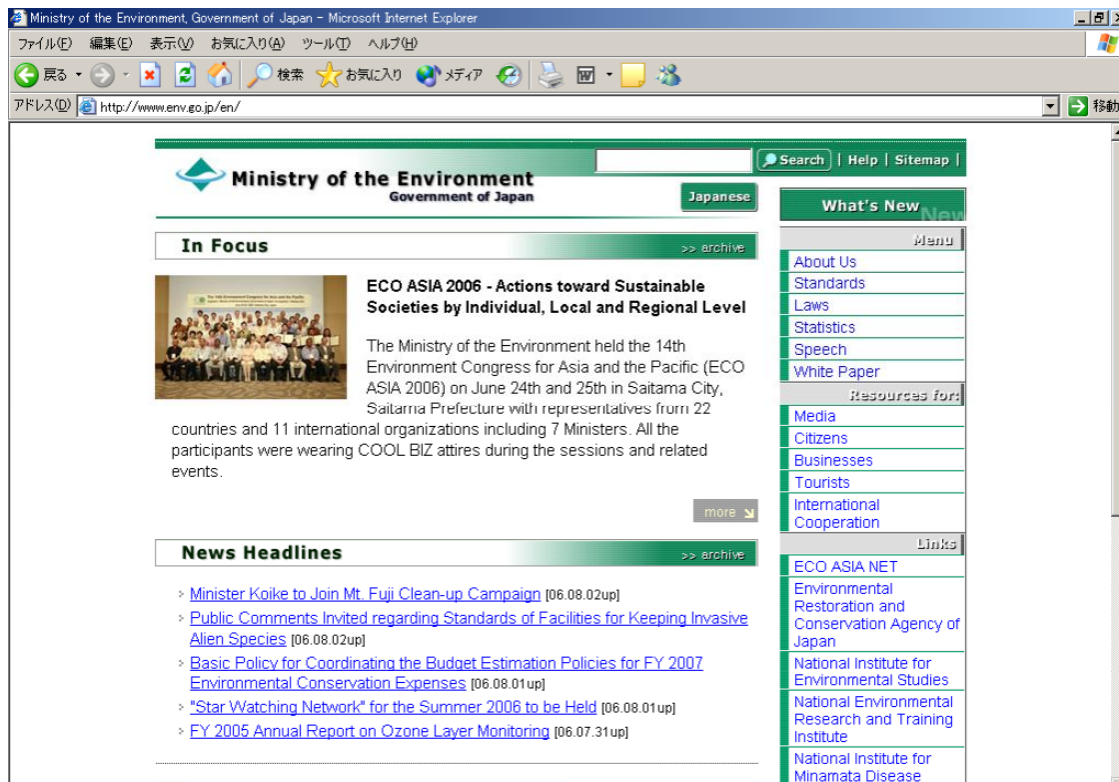 Ministry of the Environment, Government of Japan - Microsoft Internet Explorer
ファイル(F) 編集(E) 表示(V) お気に入り(A) ツール(T) ヘルプ(H)
戻る 検索 お気に入り メディア
アドレス(D) http://www.env.go.jp/en/ 移動
Search | Help | Sitemap |
Ministry of the Environment
Government of Japan
Japanese
In Focus >> archive
ECO ASIA 2006 - Actions toward Sustainable
Societies by Individual, Local and Regional Level
The Ministry of the Environment held the 14th
Environment Congress for Asia and the Pacific (ECO
ASIA 2006) on June 24th and 25th in Saitama City,
Saitama Prefecture with representatives from 22
countries and 11 international organizations including 7 Ministers. All the
participants were wearing COOL BIZ attires during the sessions and related
events.
more
News Headlines >> archive
Minister Koike to Join Mt. Fuji Clean-up Campaign [06.08.02up]
Public Comments Invited regarding Standards of Facilities for Keeping Invasive
Alien Species [06.08.02up]
Basic Policy for Coordinating the Budget Estimation Policies for FY 2007
Environmental Conservation Expenses [06.08.01up]
"Star Watching Network" for the Summer 2006 to be Held [06.08.01up]
FY 2005 Annual Report on Ozone Layer Monitoring [06.07.31up]
What's New
New
Menu
About Us
Standards
Laws
Statistics
Speech
White Paper
Resources for:
Media
Citizens
Businesses
Tourists
International
Cooperation
Links
ECO ASIA NET
Environmental
Restoration and
Conservation Agency of
Japan
National Institute for
Environmental Studies
National Environmental
Research and Training
Institute
National Institute for
Minamata Disease